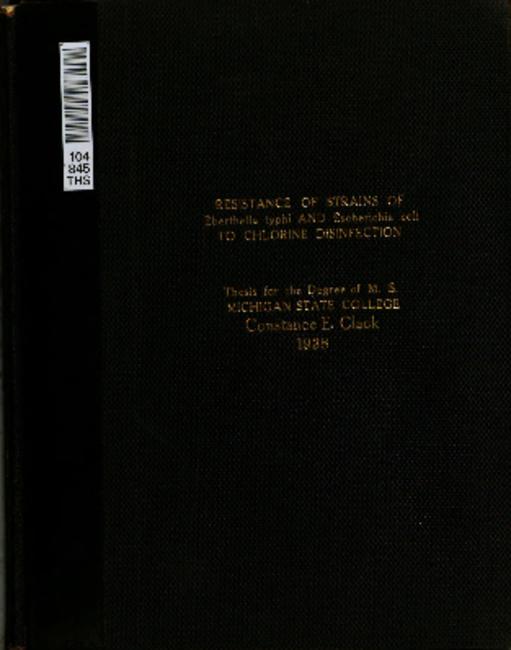 104
845
THS
RESISTANCE OF STRAINS OF
Eberthella typhi AND Escherichia coli
TO CHLORINE DISINFECTION
Thesis for the Degree of M. S.
MICHIGAN STATE COLLEGE
Constance E. Clack